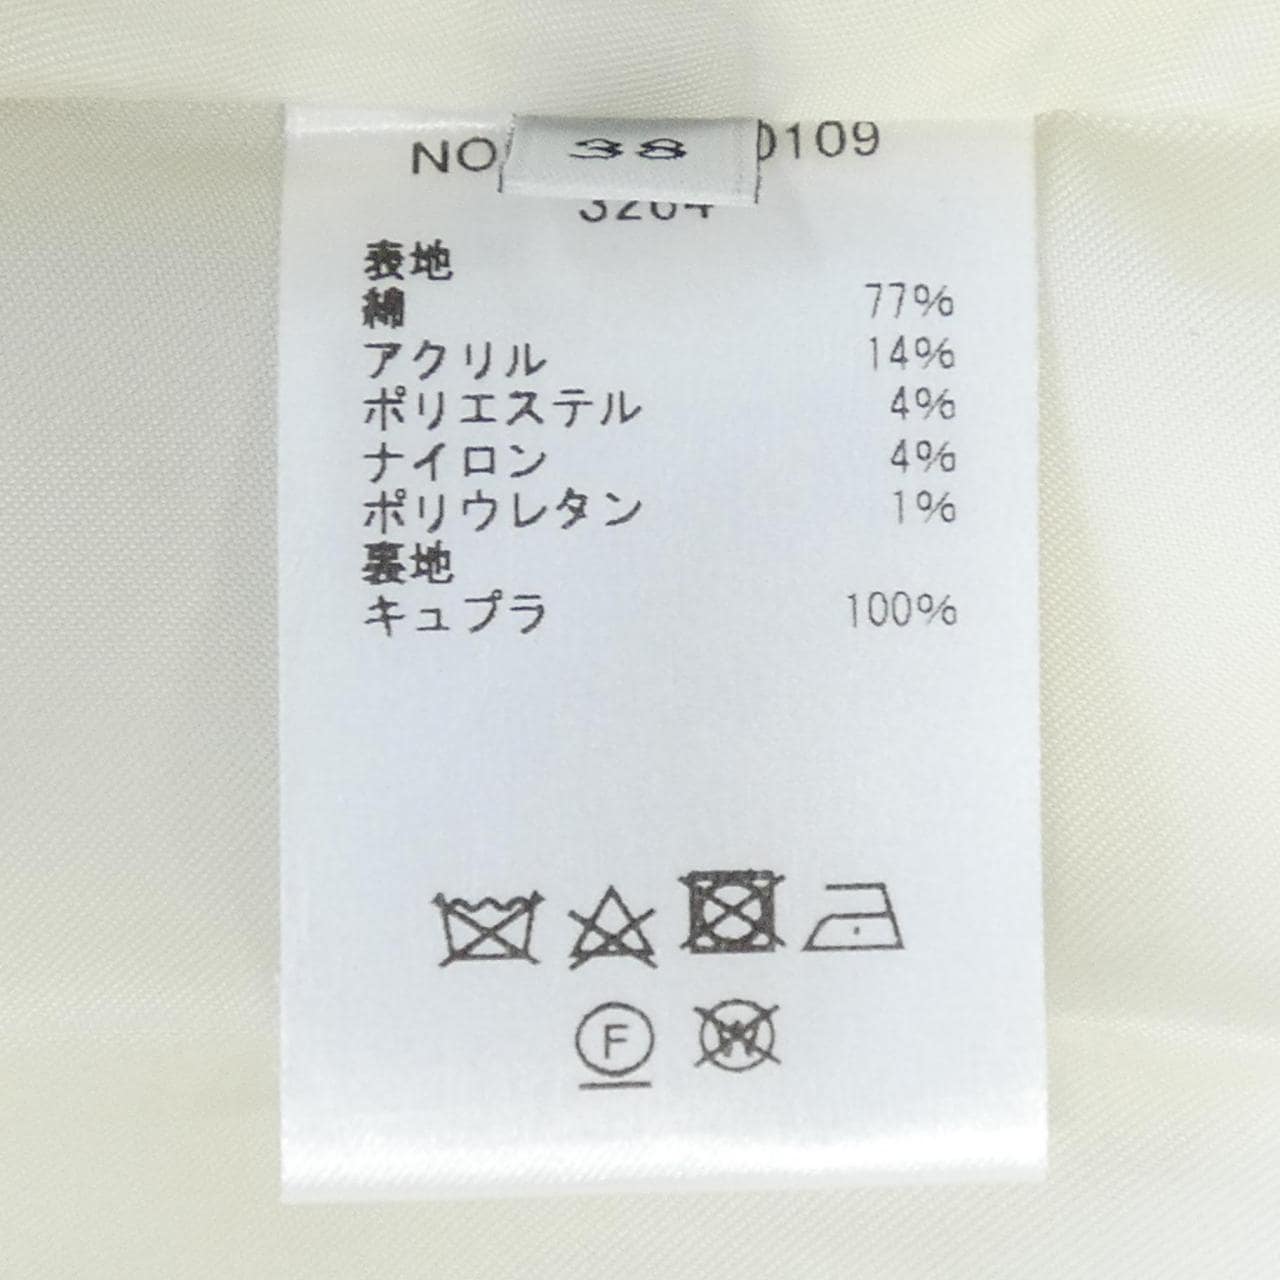 NO 38 0109
3204
表地
綿 77%
アクリル 14%
ポリエステル 4%
ナイロン 4%
ポリウレタン 1%
裏地
キュプラ 100%
F W